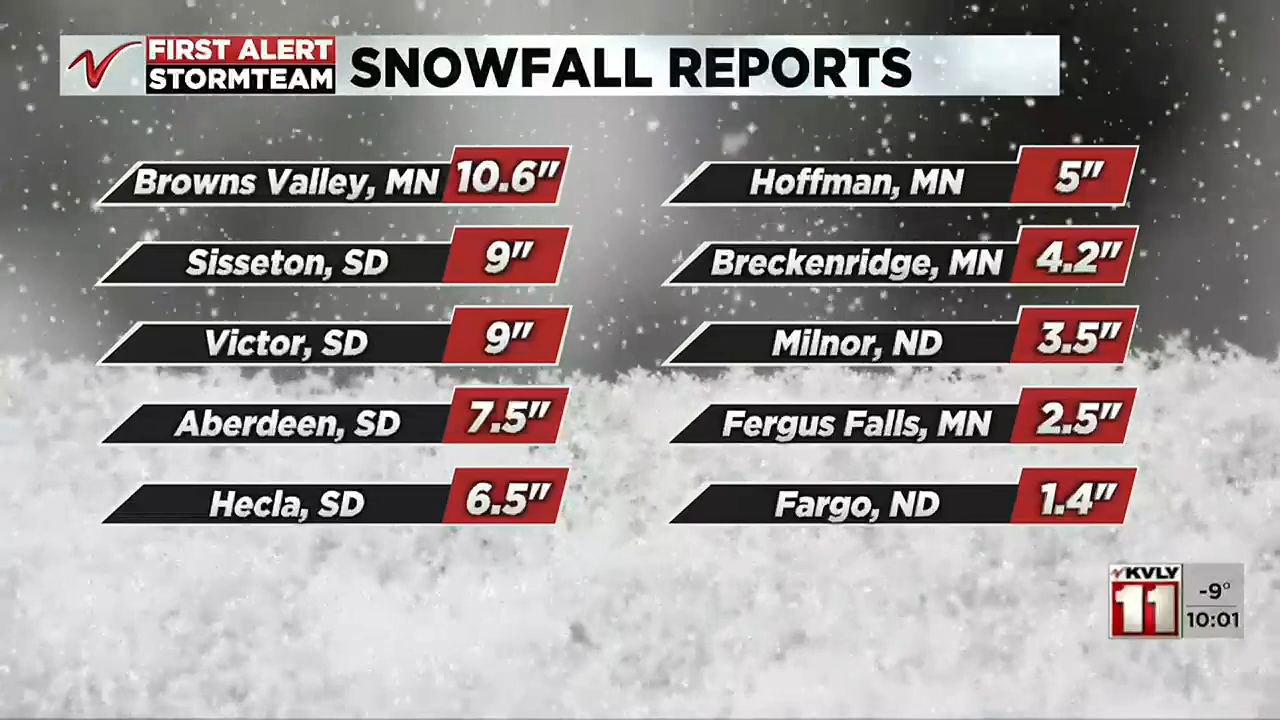 FIRST ALERT
STORMTEAM
SNOWFALL REPORTS
Browns Valley, MN 10.6"
Sisseton, SD 9"
Victor, SD 9"
Aberdeen, SD 7.5"
Hecla, SD 6.5"
Hoffman, MN 5"
Breckenridge, MN 4.2"
Milnor, ND 3.5"
Fergus Falls, MN 2.5"
Fargo, ND 1.4"
KVLY
11
-9°
10:01